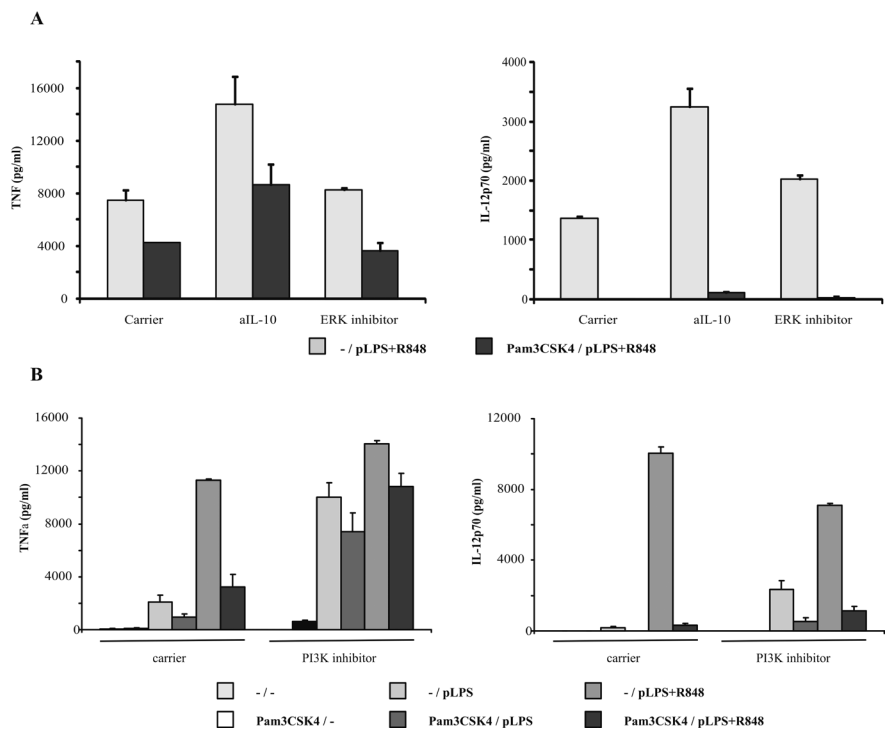 A
TNF (pg/ml)
16000
12000
8000
4000
0
Carrier aIL-10 ERK inhibitor
IL-12p70 (pg/ml)
4000
3000
2000
1000
0
Carrier aIL-10 ERK inhibitor
- / pLPS+R848 Pam3CSK4 / pLPS+R848
B
TNFa (pg/ml)
16000
12000
8000
4000
0
carrier PI3K inhibitor
IL-12p70 (pg/ml)
12000
8000
4000
0
carrier PI3K inhibitor
- / - - / pLPS - / pLPS+R848
Pam3CSK4 / - Pam3CSK4 / pLPS Pam3CSK4 / pLPS+R848